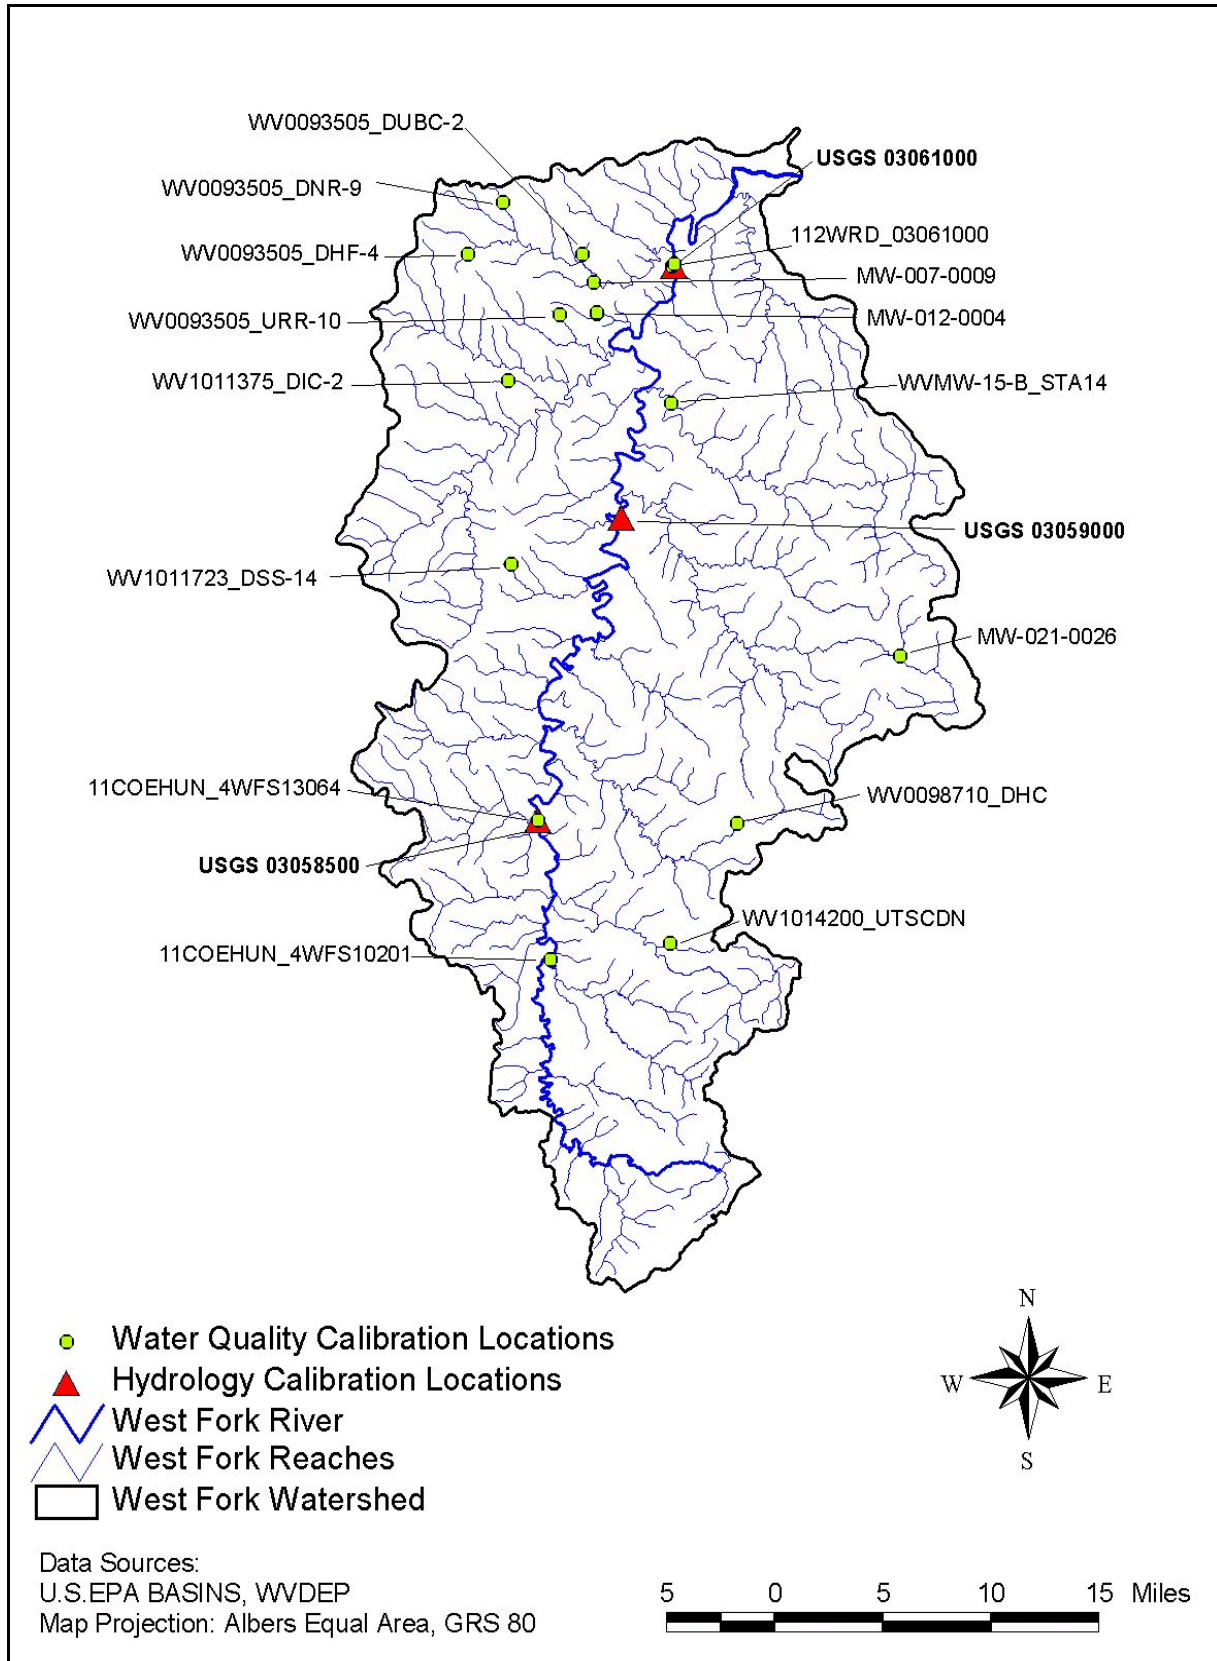 WV0093505_DUBC-2
USGS 03061000
WV0093505_DNR-9
112WRD_03061000
WV0093505_DHF-4
MW-007-0009
WV0093505_URR-10
MW-012-0004
WV1011375_DIC-2
WVMW-15-B_STA14
USGS 03059000
WV1011723_DSS-14
MW-021-0026
11COEHUN_4WFS13064
WV0098710_DHC
USGS 03058500
WV1014200_UTSCDN
11COEHUN_4WFS10201
N
W E
S
Water Quality Calibration Locations
Hydrology Calibration Locations
West Fork River
West Fork Reaches
West Fork Watershed
Data Sources:
U.S.EPA BASINS, WVDEP
Map Projection: Albers Equal Area, GRS 80
5 0 5 10 15 Miles